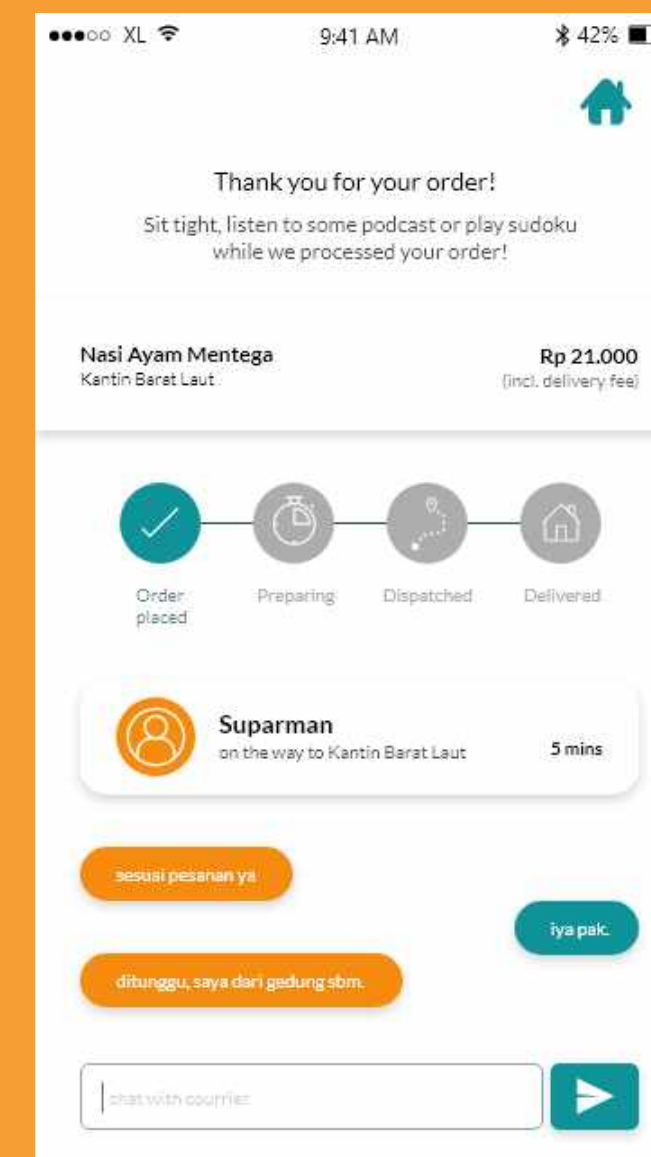 XL 9:41 AM 42%
Thank you for your order!
Sit tight, listen to some podcast or play sudoku
while we processed your order!
Nasi Ayam Mentega Rp 21.000
Kantin Barat Laut (incl. delivery fee)
Order placed
Preparing
Dispatched
Delivered
Suparman
on the way to Kantin Barat Laut 5 mins
sesuai pesanan ya
iya pak.
ditunggu, saya dari gedung sbm.
chat with courrier